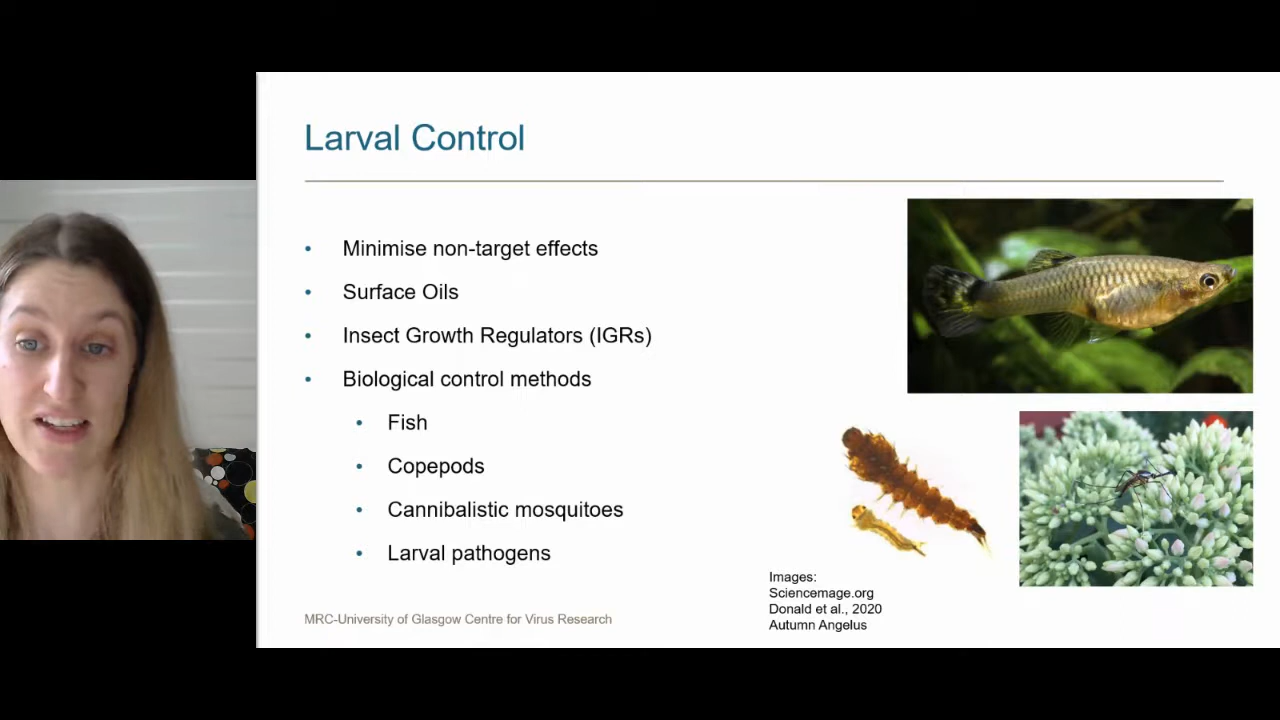 Larval Control
• Minimise non-target effects
• Surface Oils
• Insect Growth Regulators (IGRs)
• Biological control methods
• Fish
• Copepods
• Cannibalistic mosquitoes
• Larval pathogens
Images:
Sciencemage.org
Donald et al., 2020
Autumn Angelus
MRC-University of Glasgow Centre for Virus Research